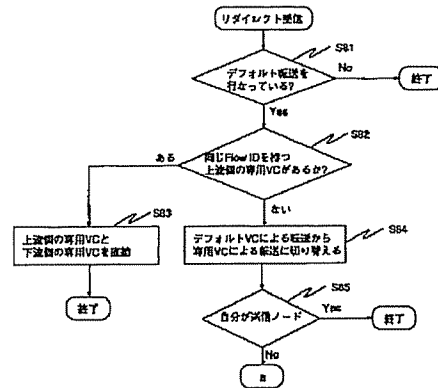 リダイレクト受信
S81
デフォルト転送を
行なっている?
No
終了
Yes
S82
同じFlow IDを持つ
上流側の専用VCがあるか?
ある
ない
S83
上流側の専用VCと
下流側の専用VCを直結
終了
S84
デフォルトVCによる転送から
専用VCによる転送に切り替える
S85
自分が送信ノード
Yes
終了
No